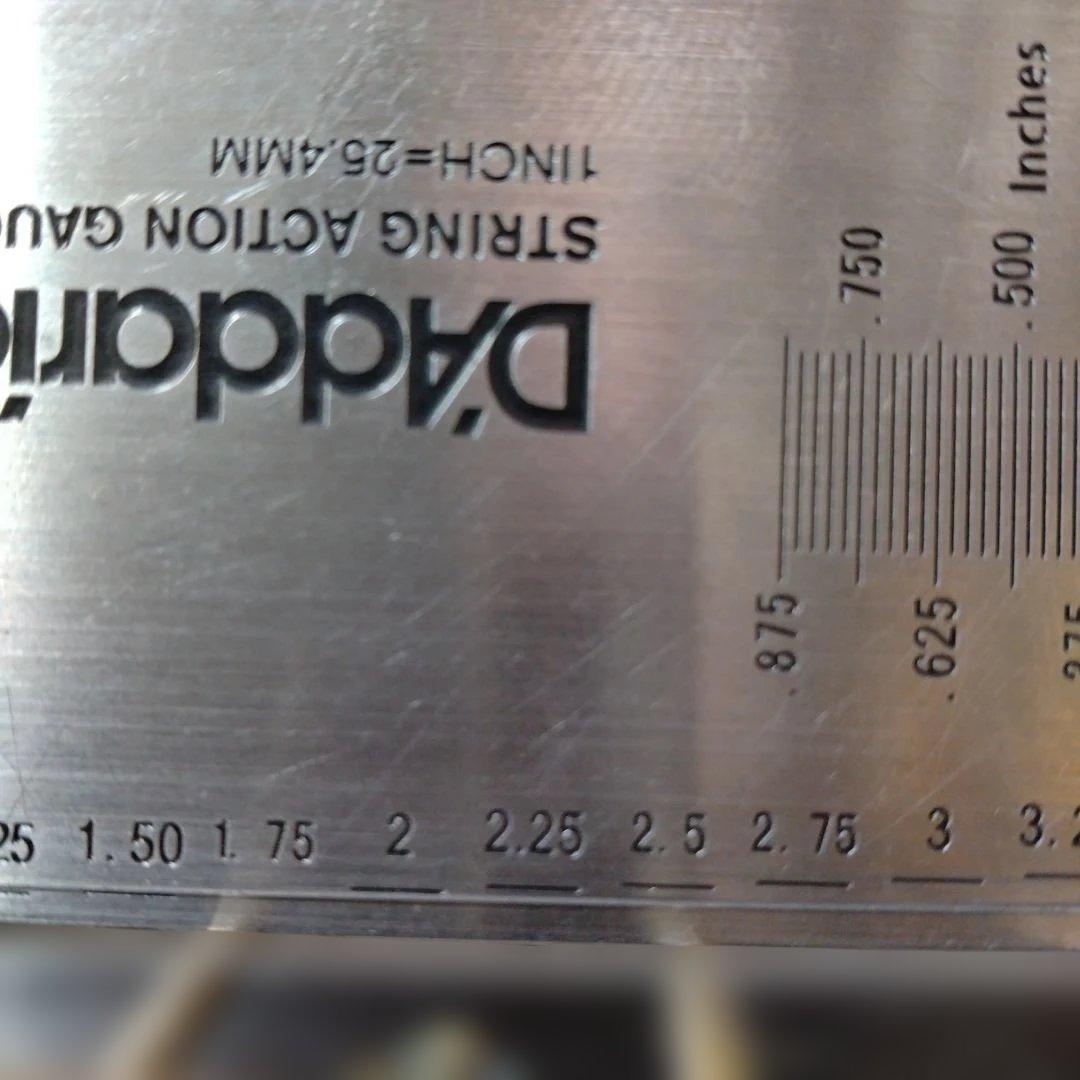 D'Addario
STRING ACTION
1INCH=25.4MM
Inches
.750 .500
.875 .625
1.50 1.75 2 2.25 2.5 2.75 3